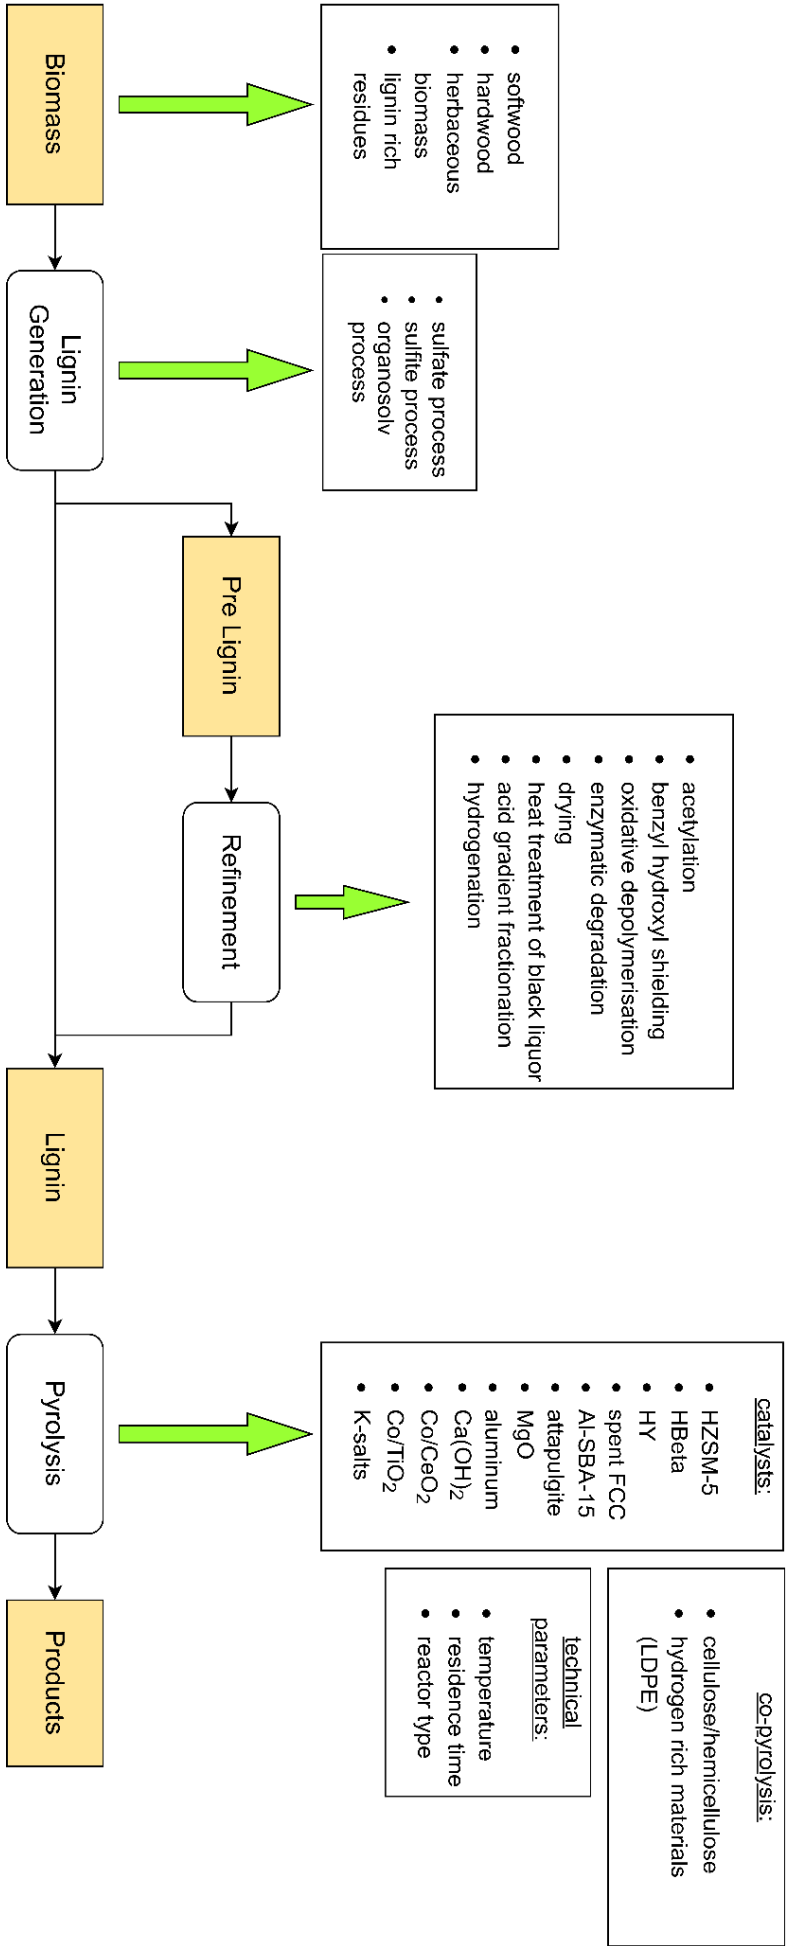 • softwood
• hardwood
• herbaceous
biomass
• lignin rich
residues
• sulfate process
• sulfite process
• organosolv
process
• acetylation
• benzyl hydroxyl shielding
• oxidative depolymerisation
• enzymatic degradation
• drying
• heat treatment of black liquor
• acid gradient fractionation
• hydrogenation
catalysts:
• HZSM-5
• HBeta
• HY
• spent FCC
• Al-SBA-15
• attapulgite
• MgO
• aluminum
• Ca(OH)₂
• Co/CeO₂
• Co/TiO₂
• K-salts
co-pyrolysis:
• cellulose/hemicellulose
• hydrogen rich materials
(LDPE)
technical
parameters:
• temperature
• residence time
• reactor type
Pre Lignin
Refinement
Biomass
Lignin
Generation
Lignin
Pyrolysis
Products